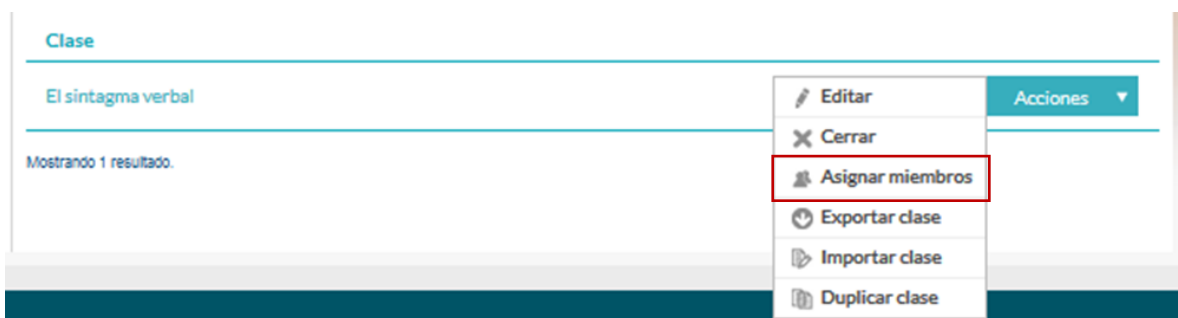 Clase
El sintagma verbal
Editar
Acciones
Cerrar
Mostrando 1 resultado.
Asignar miembros
Exportar clase
Importar clase
Duplicar clase